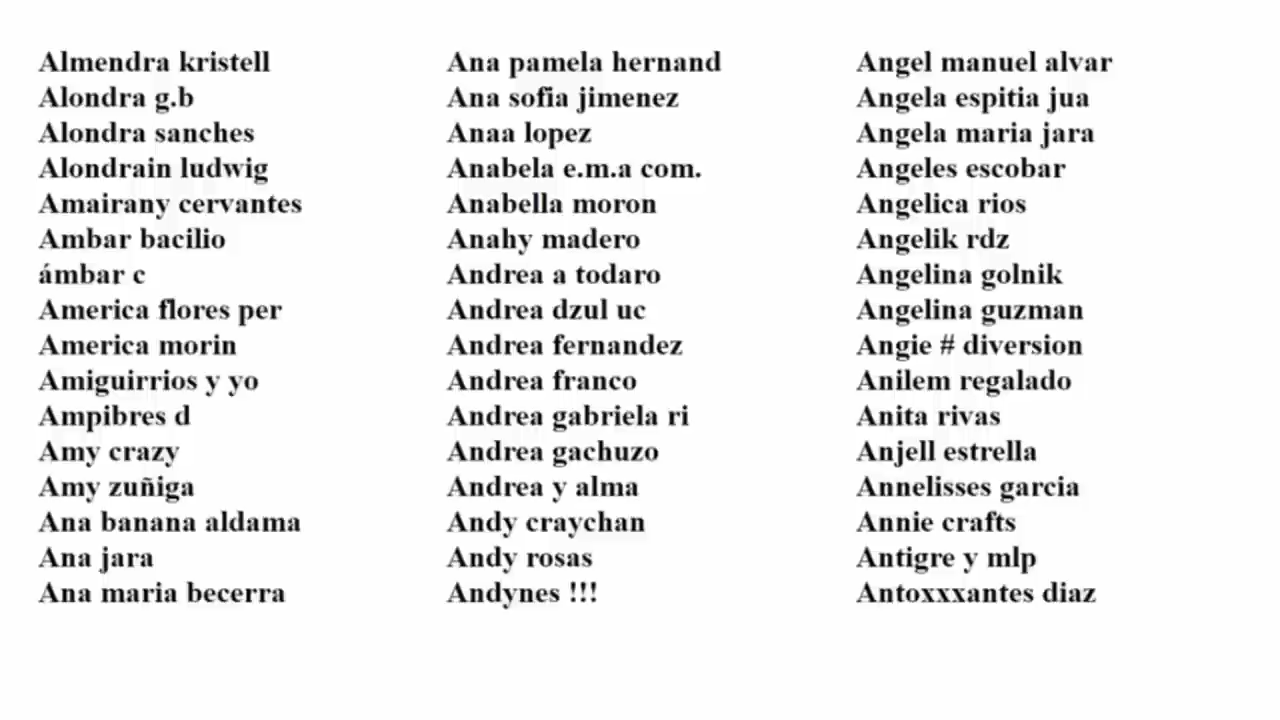 Almendra kristell
Alondra g.b
Alondra sanches
Alondrain ludwig
Amairany cervantes
Ambar bacilio
ámbar c
America flores per
America morin
Amiguirrios y yo
Ampibres d
Amy crazy
Amy zuñiga
Ana banana aldama
Ana jara
Ana maria becerra
Ana pamela hernand
Ana sofia jimenez
Anaa lopez
Anabela e.m.a com.
Anabella moron
Anahy madero
Andrea a todaro
Andrea dzul uc
Andrea fernandez
Andrea franco
Andrea gabriela ri
Andrea gachuzo
Andrea y alma
Andy craychan
Andy rosas
Andynes !!!
Angel manuel alvar
Angela espitia jua
Angela maria jara
Angeles escobar
Angelica rios
Angelik rdz
Angelina golnik
Angelina guzman
Angie # diversion
Anilem regalado
Anita rivas
Anjell estrella
Annelisses garcia
Annie crafts
Antigre y mlp
Antoxxxantes diaz